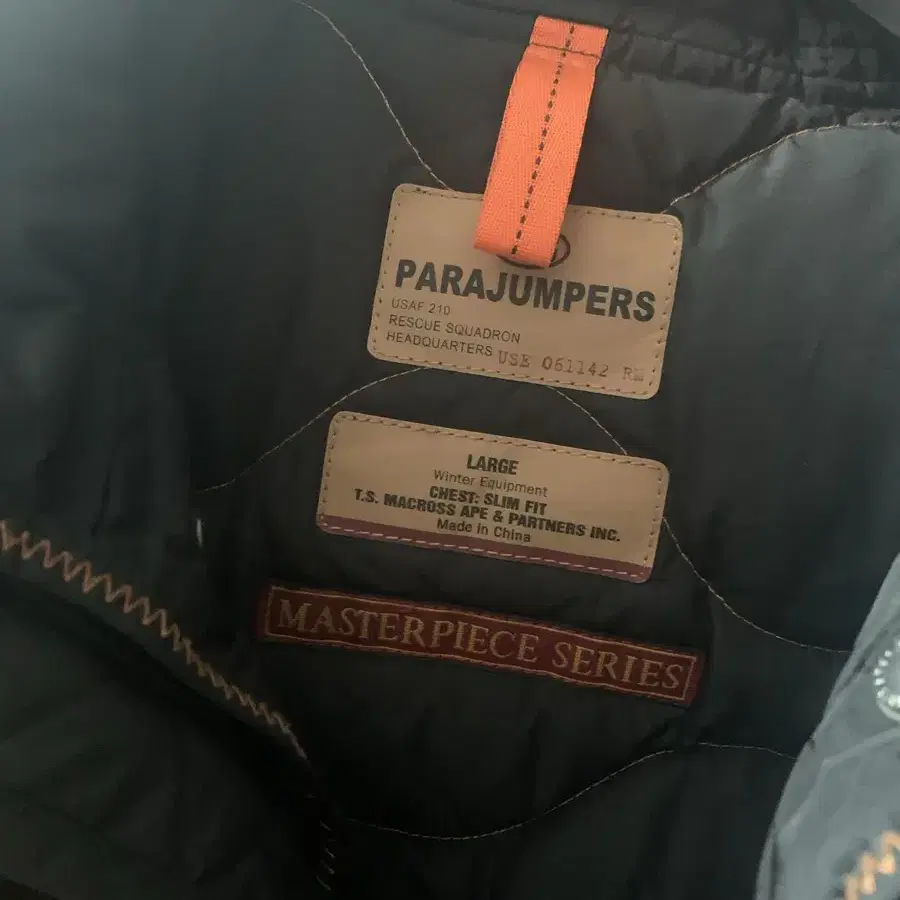 PARAJUMPERS
USAF 210
RESCUE SQUADRON
HEADQUARTERS USE 061142
LARGE
Winter Equipment
CHEST: SLIM FIT
T.S. MACROSS APE & PARTNERS INC.
Made in China
MASTERPIECE SERIES